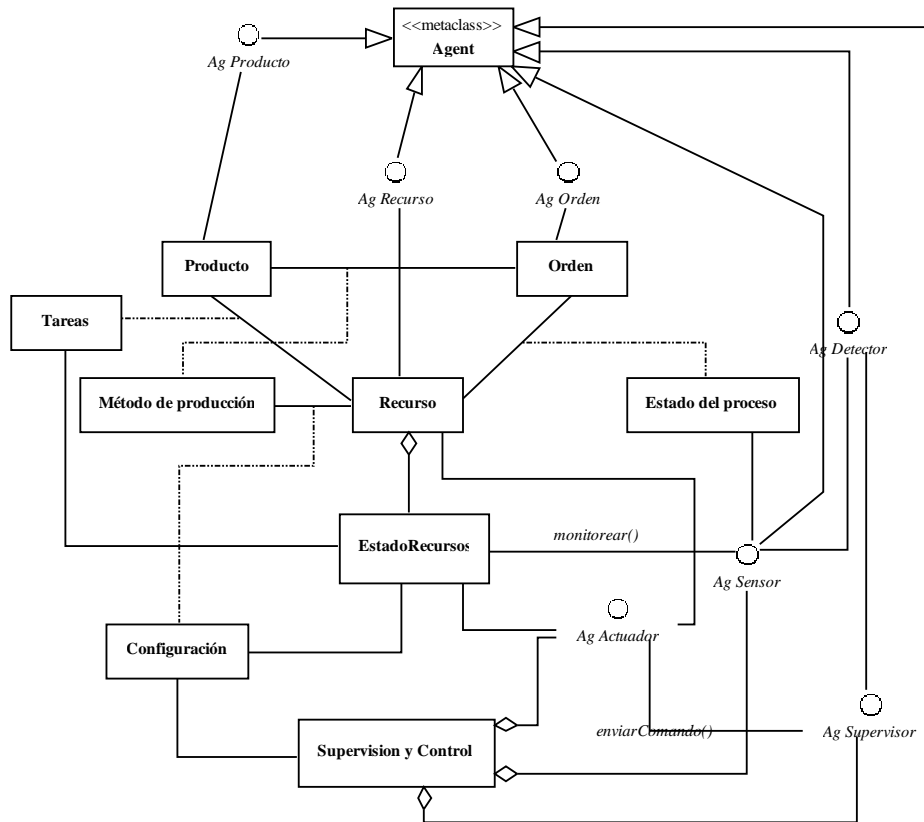 <<metaclass>>
Agent
Ag Producto
Ag Recurso
Ag Orden
Producto
Orden
Tareas
Ag Detector
Método de producción
Recurso
Estado del proceso
EstadoRecursos
monitorear()
Ag Sensor
Ag Actuador
Configuración
Supervision y Control
enviarComando()
Ag Supervisor